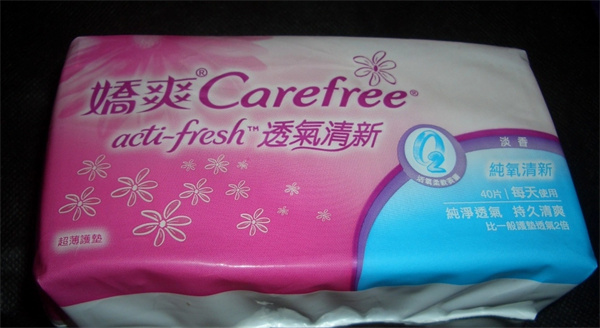 嬌爽® Carefree®
acti-fresh™ 透氣清新
O2
淡香
純氧清新
40片 | 每天使用
純淨透氣 持久清爽
比一般護墊透氣2倍
超薄護墊